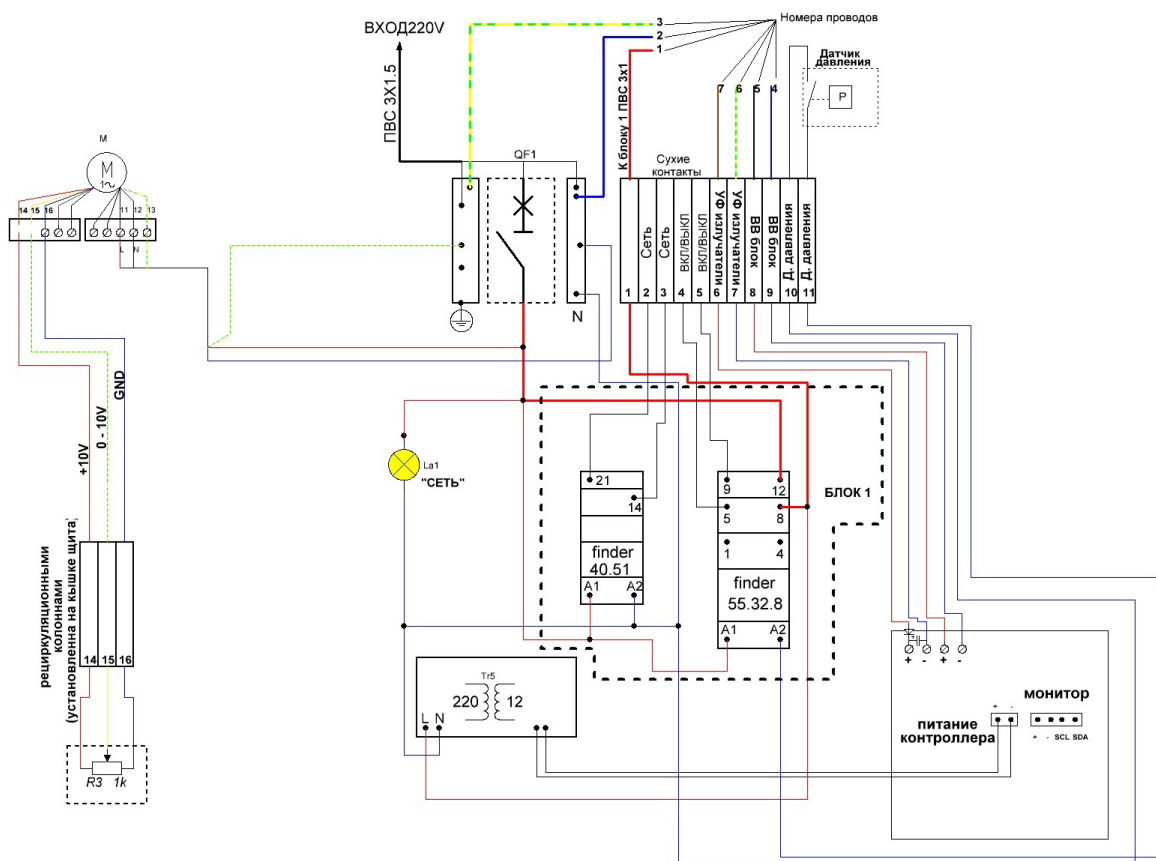 ВХОД220V
ПВС 3X1.5
3
2
1
Номера проводов
Датчик
давления
P
7
6
5
4
К блоку 1 ПВС 3x1
Сухие
контакты
QF1
N
M
M
1~
14 15 16
11 12 13
L N
1
Сеть
2
Сеть
3
ВКЛ/ВЫКЛ
4
ВКЛ/ВЫКЛ
5
УФ излучатели
6
УФ излучатели
7
ВВ блок
8
ВВ блок
9
Д. давления
10
Д. давления
11
+10V
0 - 10V
GND
La1
"СЕТЬ"
БЛОК 1
21
14
finder
40.51
A1 A2
9 12
5 8
1 4
finder
55.32.8
A1 A2
рециркуляционными
колоннами
(установлена на кышке щита)
14 15 16
R3 1k
Tr5
220 12
L N
+ - + -
питание
контроллера
+ -
монитор
+ - SCL SDA